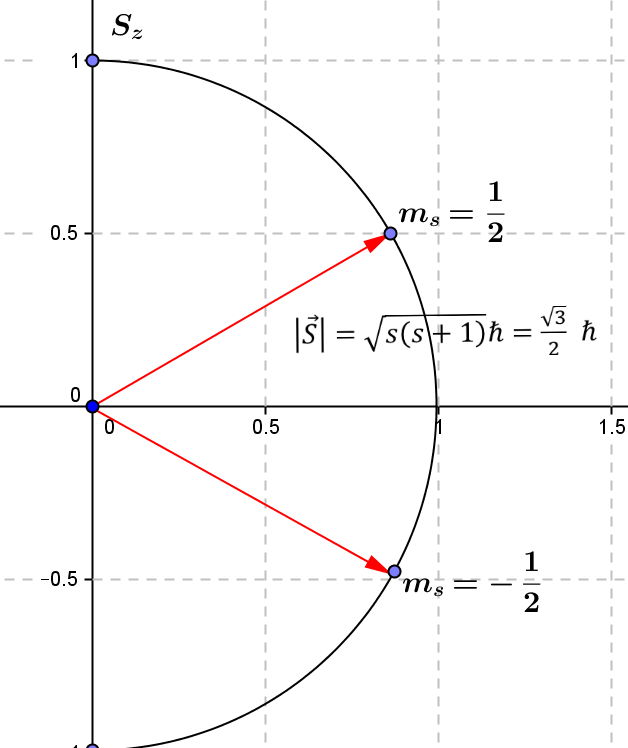 S_z
1
m_s = 1/2
0.5
|S⃗| = √s(s + 1)ħ = √3/2 ħ
0
0 0.5 1 1.5
−0.5
m_s = − 1/2